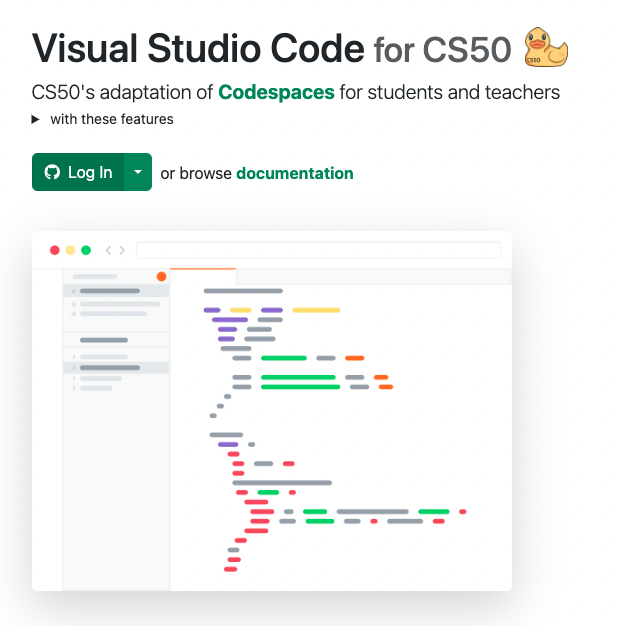 Visual Studio Code for CS50
CS50
CS50's adaptation of Codespaces for students and teachers
with these features
Log In or browse documentation